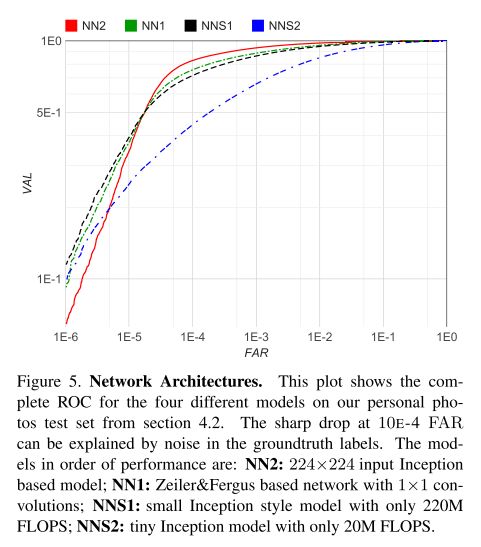 NN2 NN1 NNS1 NNS2
1E0
5E-1
VAL
1E-1
1E-6 1E-5 1E-4 1E-3 1E-2 1E-1 1E0
FAR
Figure 5. Network Architectures. This plot shows the com-
plete ROC for the four different models on our personal pho-
tos test set from section 4.2. The sharp drop at 10E-4 FAR
can be explained by noise in the groundtruth labels. The mod-
els in order of performance are: NN2: 224×224 input Inception
based model; NN1: Zeiler&Fergus based network with 1×1 con-
volutions; NNS1: small Inception style model with only 220M
FLOPS; NNS2: tiny Inception model with only 20M FLOPS.